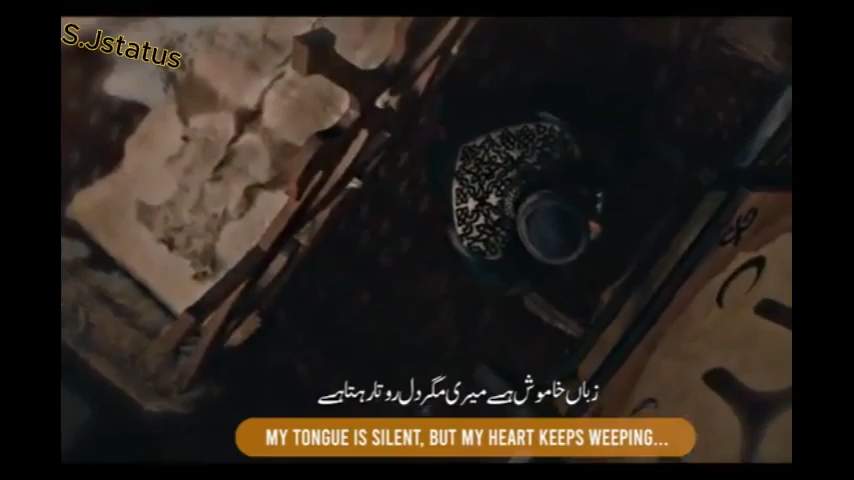 S.Jstatus
زباں خاموش ہے میری مگر دل روتا رہتا ہے
MY TONGUE IS SILENT, BUT MY HEART KEEPS WEEPING...